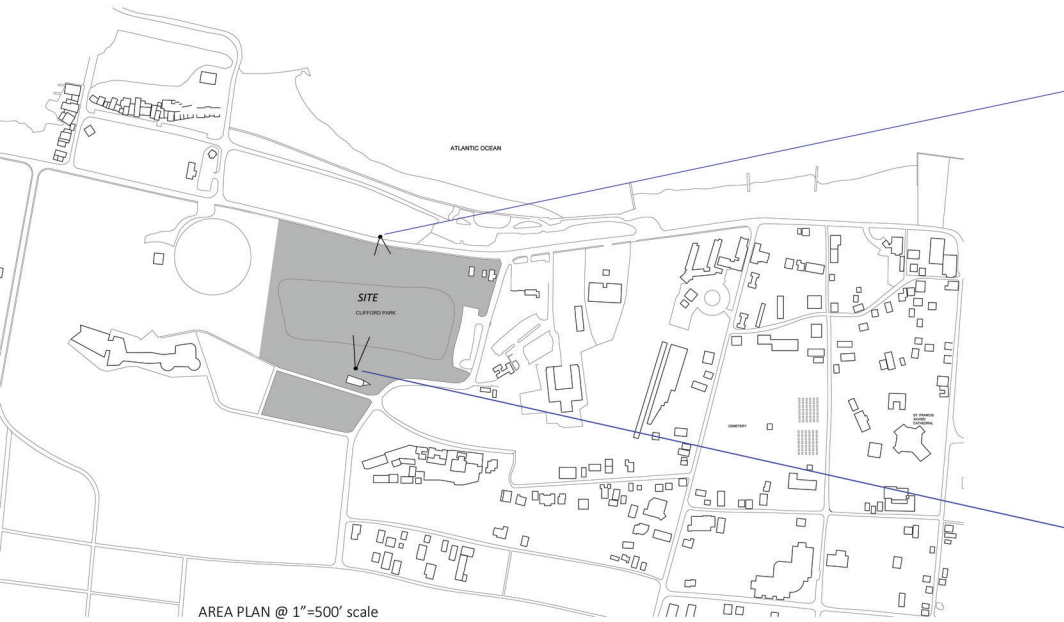 ATLANTIC OCEAN
SITE
CLIFFORD PARK
CEMETERY
ST. FRANCIS
XAVIER
CATHEDRAL
AREA PLAN @ 1"=500' scale